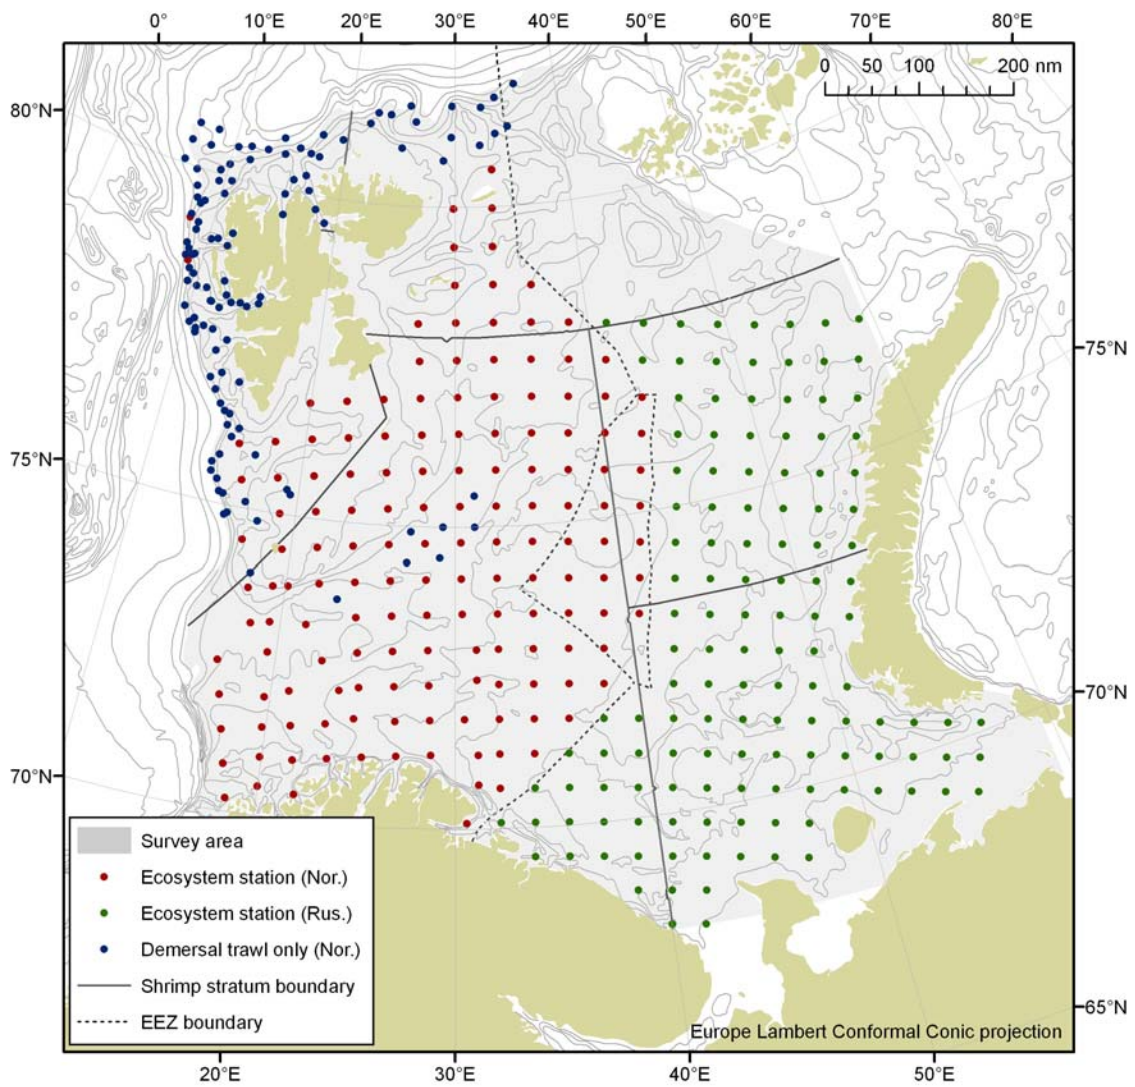 0° 10°E 20°E 30°E 40°E 50°E 60°E 70°E 80°E
0 50 100 200 nm
80°N
75°N
75°N
70°N
70°N
65°N
Survey area
Ecosystem station (Nor.)
Ecosystem station (Rus.)
Demersal trawl only (Nor.)
Shrimp stratum boundary
EEZ boundary
Europe Lambert Conformal Conic projection
20°E 30°E 40°E 50°E